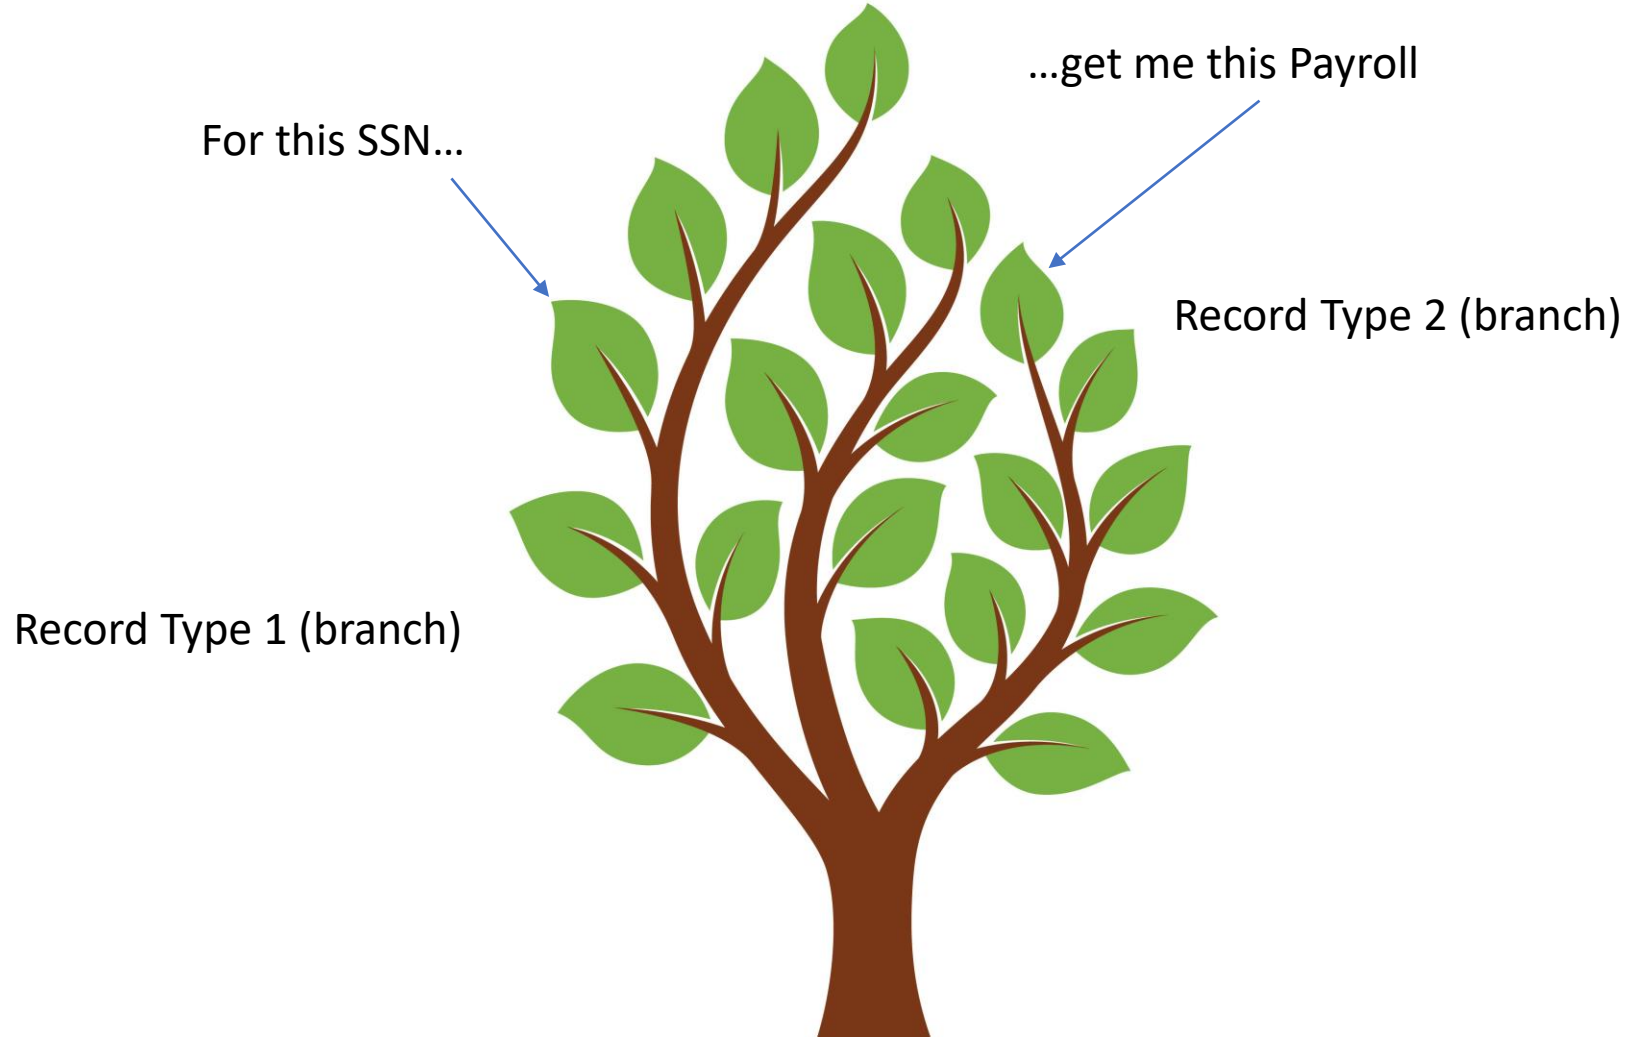 For this SSN…
…get me this Payroll
Record Type 2 (branch)
Record Type 1 (branch)